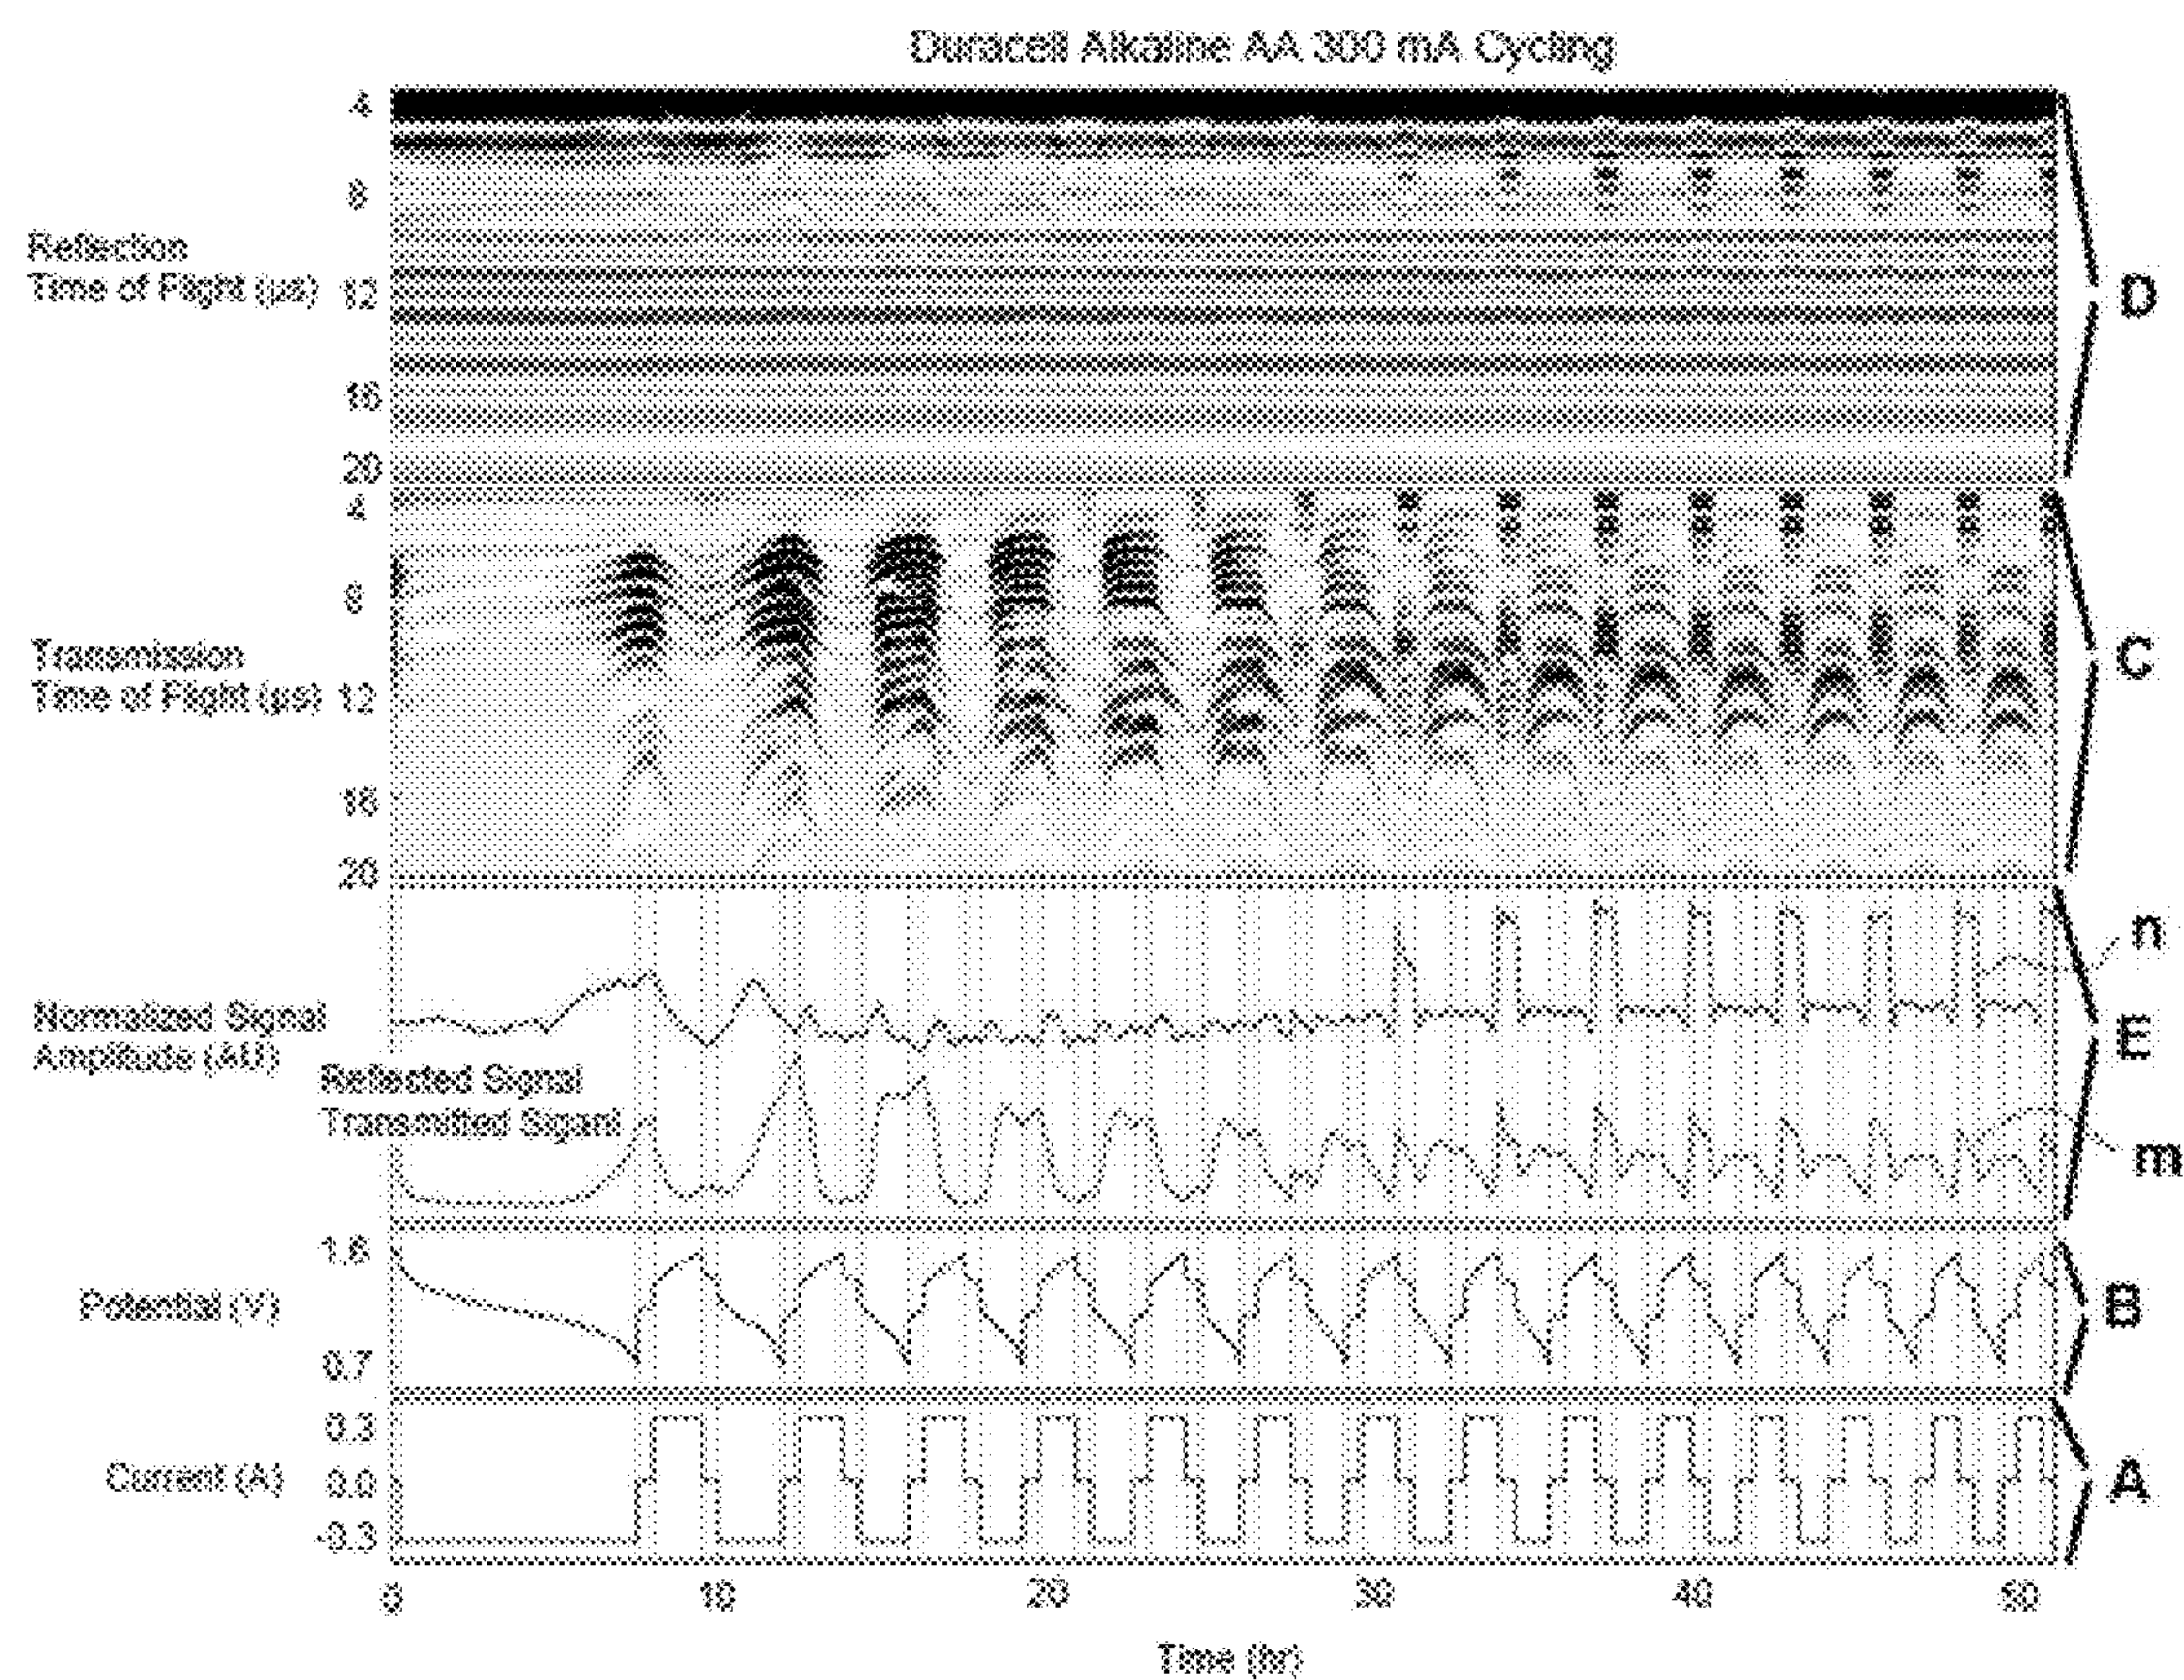 Duracell Alkaline AA 300 mA Cycling
4
8
Reflection
Time of Flight (μs) 12
16
20
D
4
8
Transmission
Time of Flight (μs) 12
16
20
C
n
Normalized Signal
Amplitude (AU)
E
Reflected Signal
Transmitted Siganl
m
1.6
Potential (V)
0.7
B
0.3
Current (A) 0.0
-0.3
A
0 10 20 30 40 50
Time (hr)